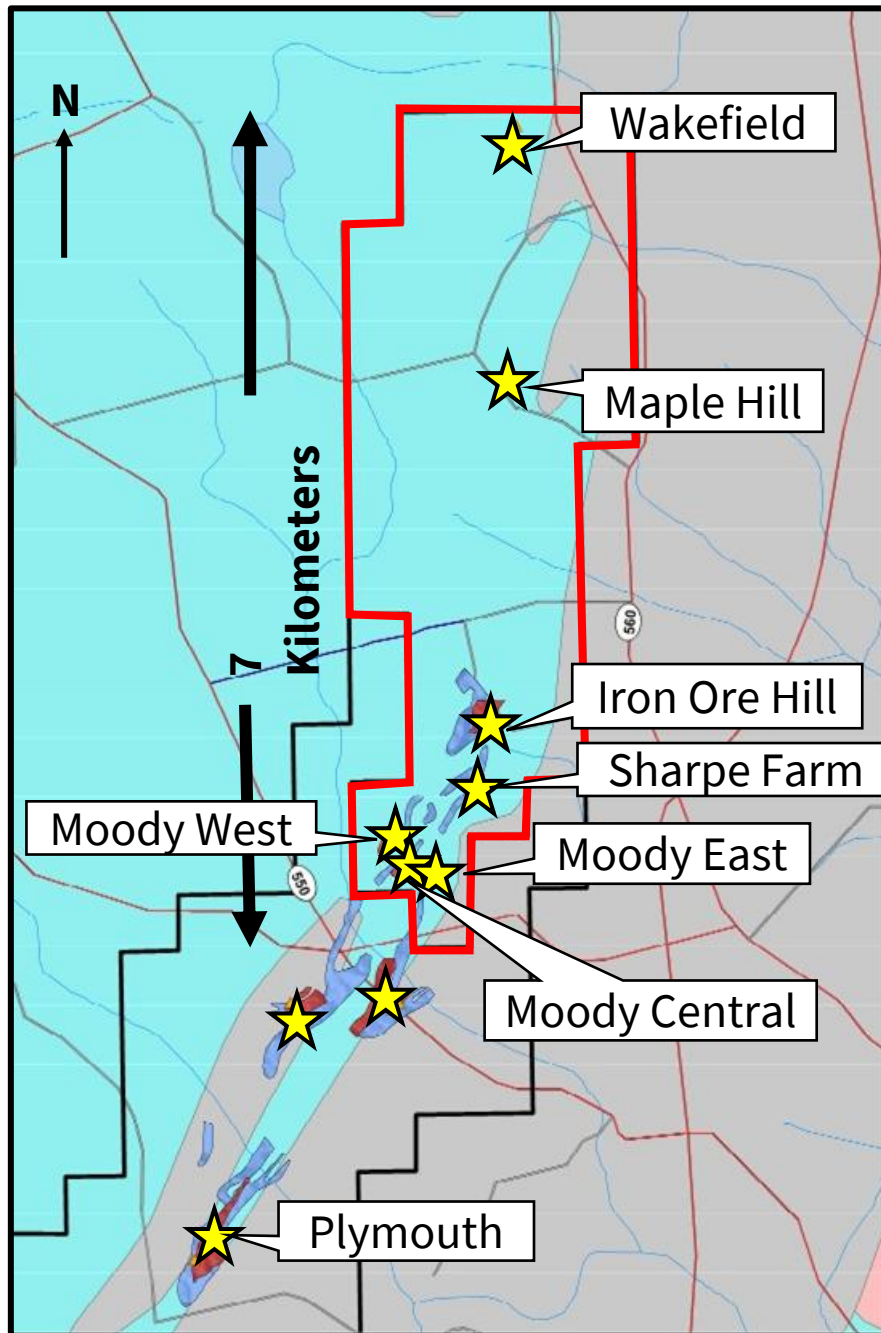 N
Wakefield
Maple Hill
7
Kilometers
560
Iron Ore Hill
Sharpe Farm
Moody West
Moody East
550
Moody Central
Plymouth